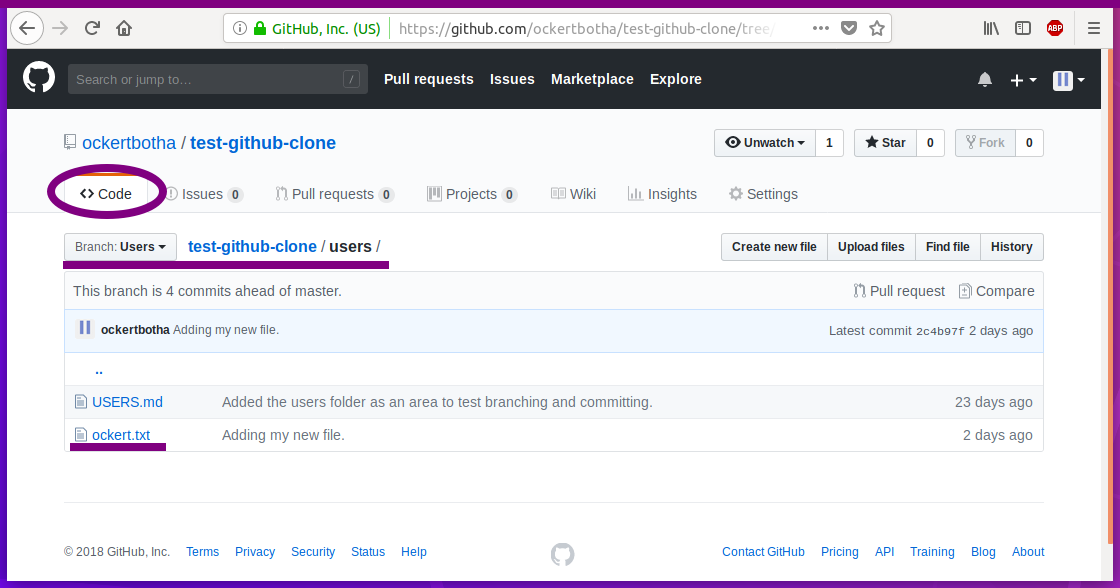 GitHub, Inc. (US) https://github.com/ockertbotha/test-github-clone/tree/
ABP
Search or jump to… / Pull requests Issues Marketplace Explore
ockertbotha / test-github-clone Unwatch 1 Star 0 Fork 0
<> Code Issues 0 Pull requests 0 Projects 0 Wiki Insights Settings
Branch: Users test-github-clone / users / Create new file Upload files Find file History
This branch is 4 commits ahead of master. Pull request Compare
ockertbotha Adding my new file. Latest commit 2c4b97f 2 days ago
..
USERS.md Added the users folder as an area to test branching and committing. 23 days ago
ockert.txt Adding my new file. 2 days ago
© 2018 GitHub, Inc. Terms Privacy Security Status Help Contact GitHub Pricing API Training Blog About